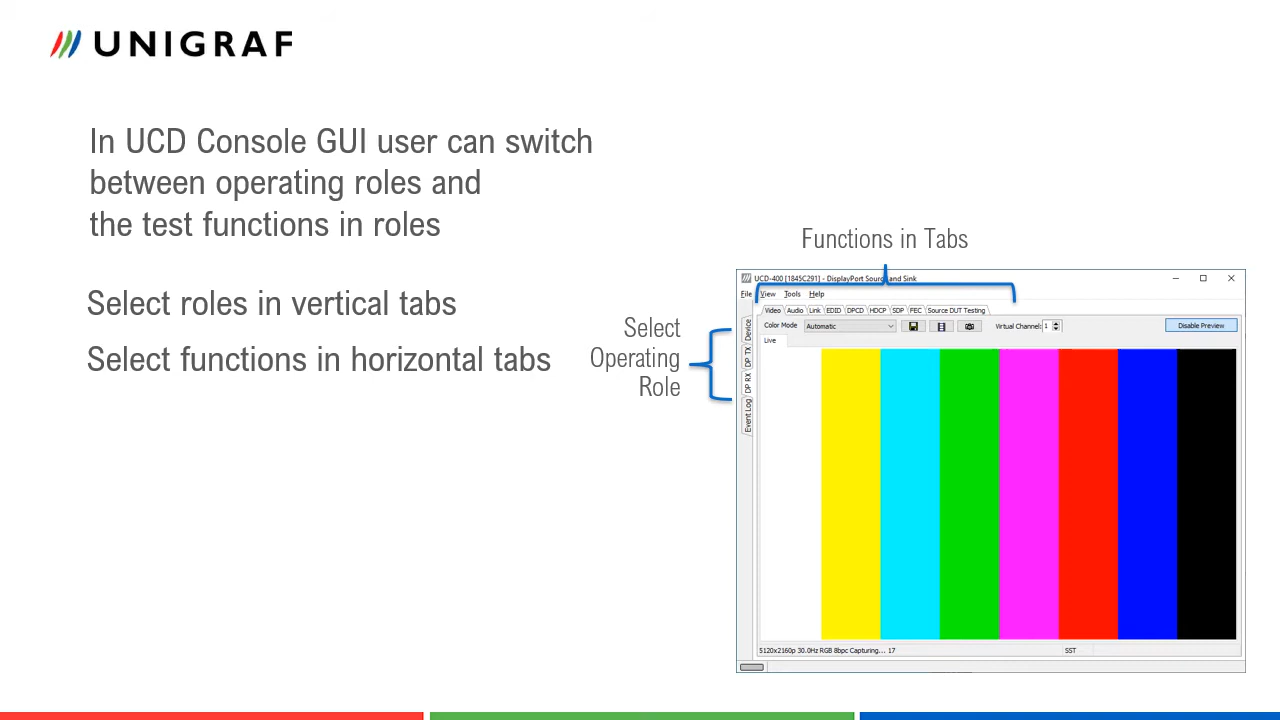 UNIGRAF
In UCD Console GUI user can switch
between operating roles and
the test functions in roles
Select roles in vertical tabs
Select functions in horizontal tabs
Functions in Tabs
Select
Operating
Role
UCD-400 [1845C291] - DisplayPort Source and Sink
File View Tools Help
Video Audio Link EDID DPCD HDCP SDP FEC Source DUT Testing
Color Mode Automatic Virtual Channel: 1 Disable Preview
Live
Device
DP TX
DP RX
Event Log
5120x2160p 30.0Hz RGB 8bpc Capturing... 17 SST